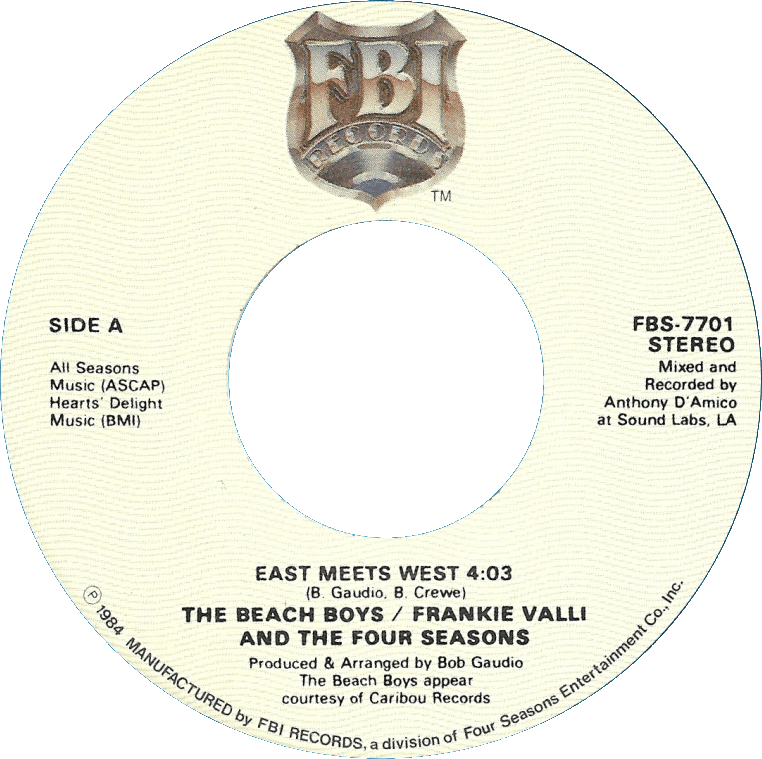 FBI
RECORDS
TM
SIDE A
All Seasons
Music (ASCAP)
Hearts' Delight
Music (BMI)
FBS-7701
STEREO
Mixed and
Recorded by
Anthony D'Amico
at Sound Labs, LA
EAST MEETS WEST 4:03
(B. Gaudio, B. Crewe)
THE BEACH BOYS / FRANKIE VALLI
AND THE FOUR SEASONS
Produced & Arranged by Bob Gaudio
The Beach Boys appear
courtesy of Caribou Records
℗ 1984 MANUFACTURED by FBI RECORDS, a division of Four Seasons Entertainment Co., Inc.